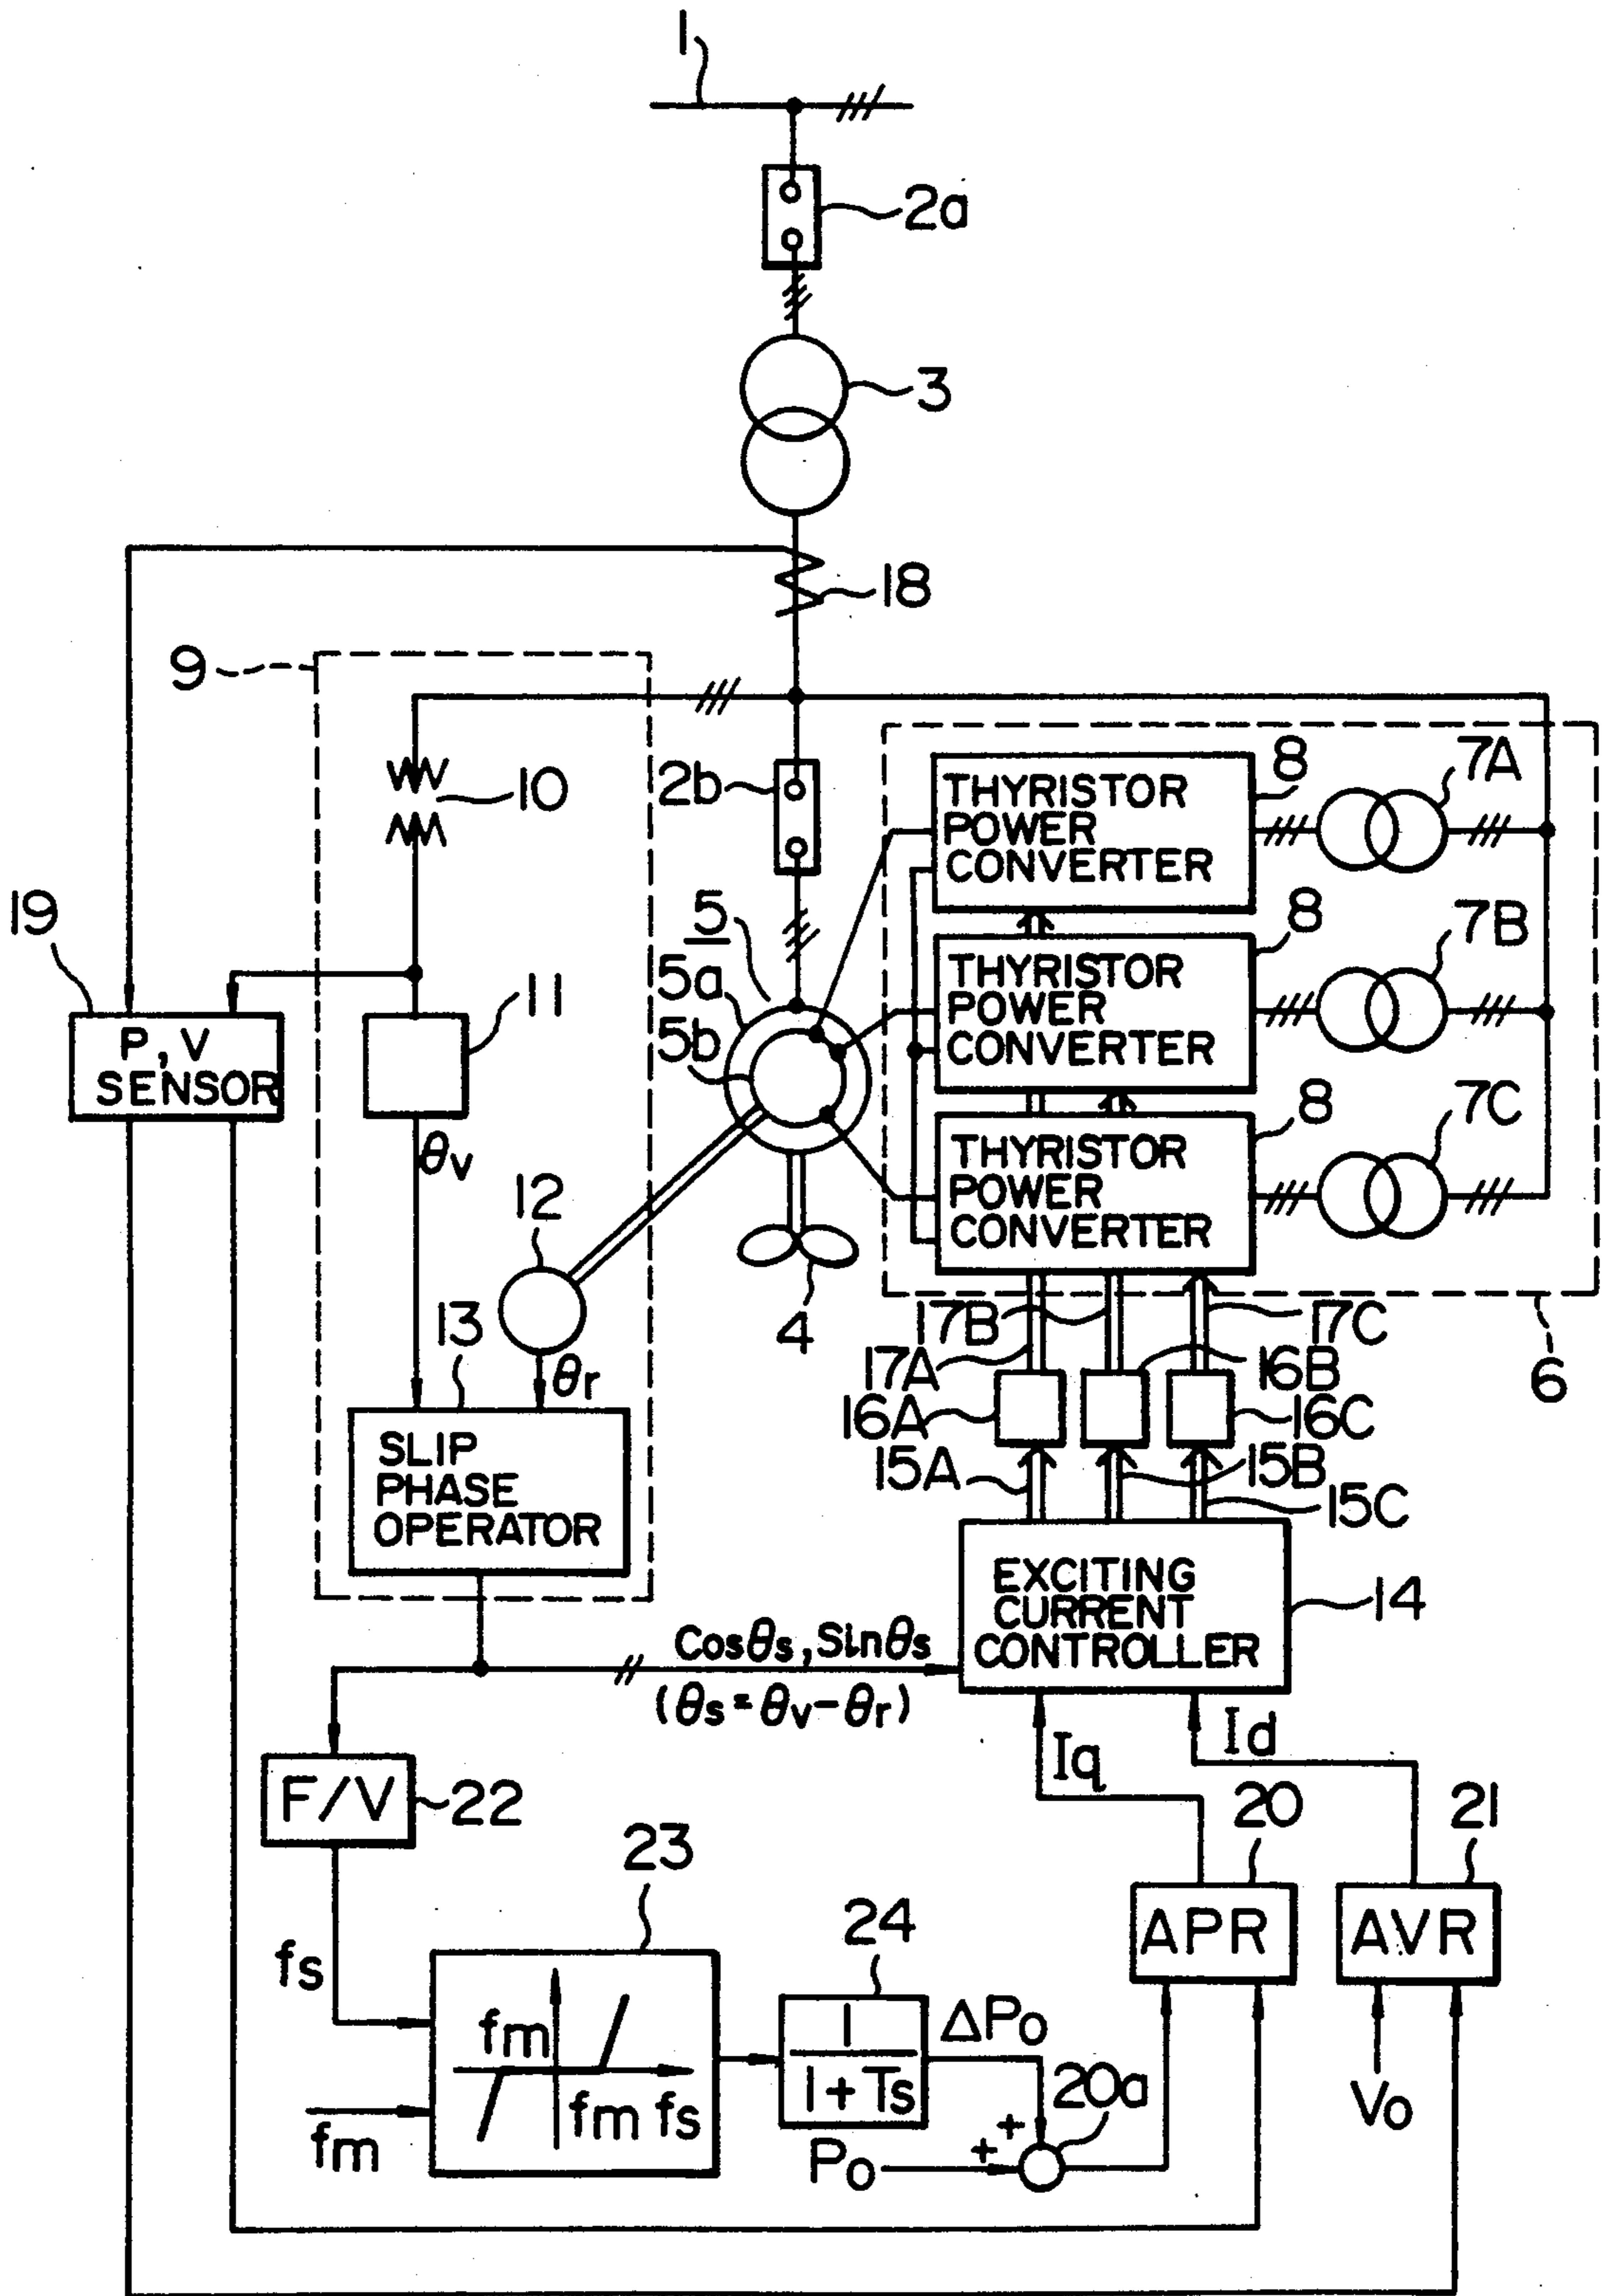 1
2a
3
18
9
10
2b
THYRISTOR
POWER
CONVERTER
8
7A
19
5
5a
5b
THYRISTOR
POWER
CONVERTER
8
7B
P, V
SENSOR
11
THYRISTOR
POWER
CONVERTER
8
7C
θv
12
4
13
θr
17B
17C
17A
16B
6
16A
16C
15A
15B
15C
SLIP
PHASE
OPERATOR
EXCITING
CURRENT
CONTROLLER
14
Cosθs, Sinθs
(θs = θv - θr)
Iq
Id
F/V
22
20
21
23
24
APR
AVR
fs
fm
fm fs
1
1 + Ts
ΔPo
20a
fm
+
+
Po
Vo